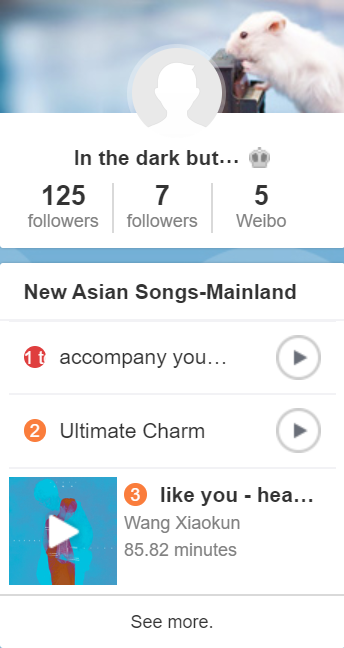 In the dark but...
125 7 5
followers followers Weibo
New Asian Songs-Mainland
1 t accompany you...
2 Ultimate Charm
3 like you - hea...
Wang Xiaokun
85.82 minutes
See more.